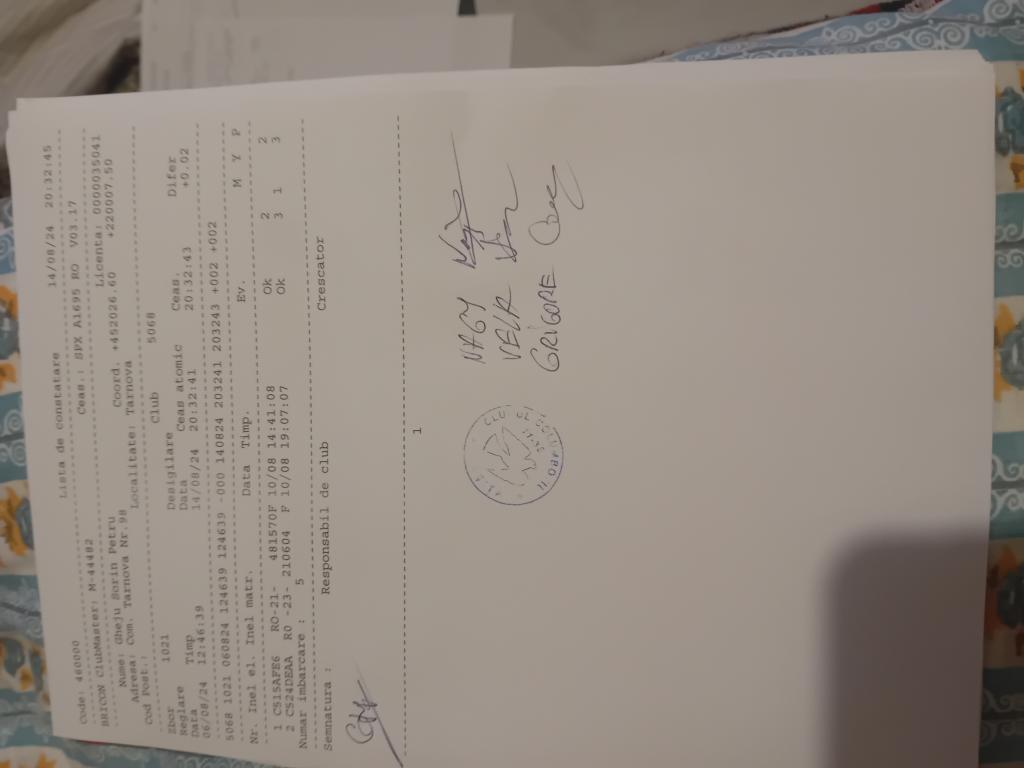 Lista de constatare 14/08/24 20:32:45
Code: 460000 Ceas.: SPX A1695 RO V03.17
BRICON ClubMaster: M-44482 Licenta: 0000035041
Nume: Gheju Sorin Petru Coord. +452026.60 +220007.50
Adresa: Com. Tarnova Nr.98 Localitate: Tarnova
Cod Post.:
Zbor 1021 Club 5068
Reglare Desigilare
Data Timp Data Ceas atomic Ceas. Difer
06/08/24 12:46:39 14/08/24 20:32:41 20:32:43 +0.02
5068 1021 060824 124639 124639 -000 140824 203241 203243 +002 +002
Nr. Inel el. Inel matr. Data Timp. Ev. M Y P
1 C515AFE6 RO-21- 481570F 10/08 14:41:08 Ok 2 2
2 C524DEAA RO -23- 210604 F 10/08 19:07:07 Ok 3 1 3
Numar imbarcare : 5
Semnatura : Responsabil de club Crescator
1
NAGY
GRIGORE